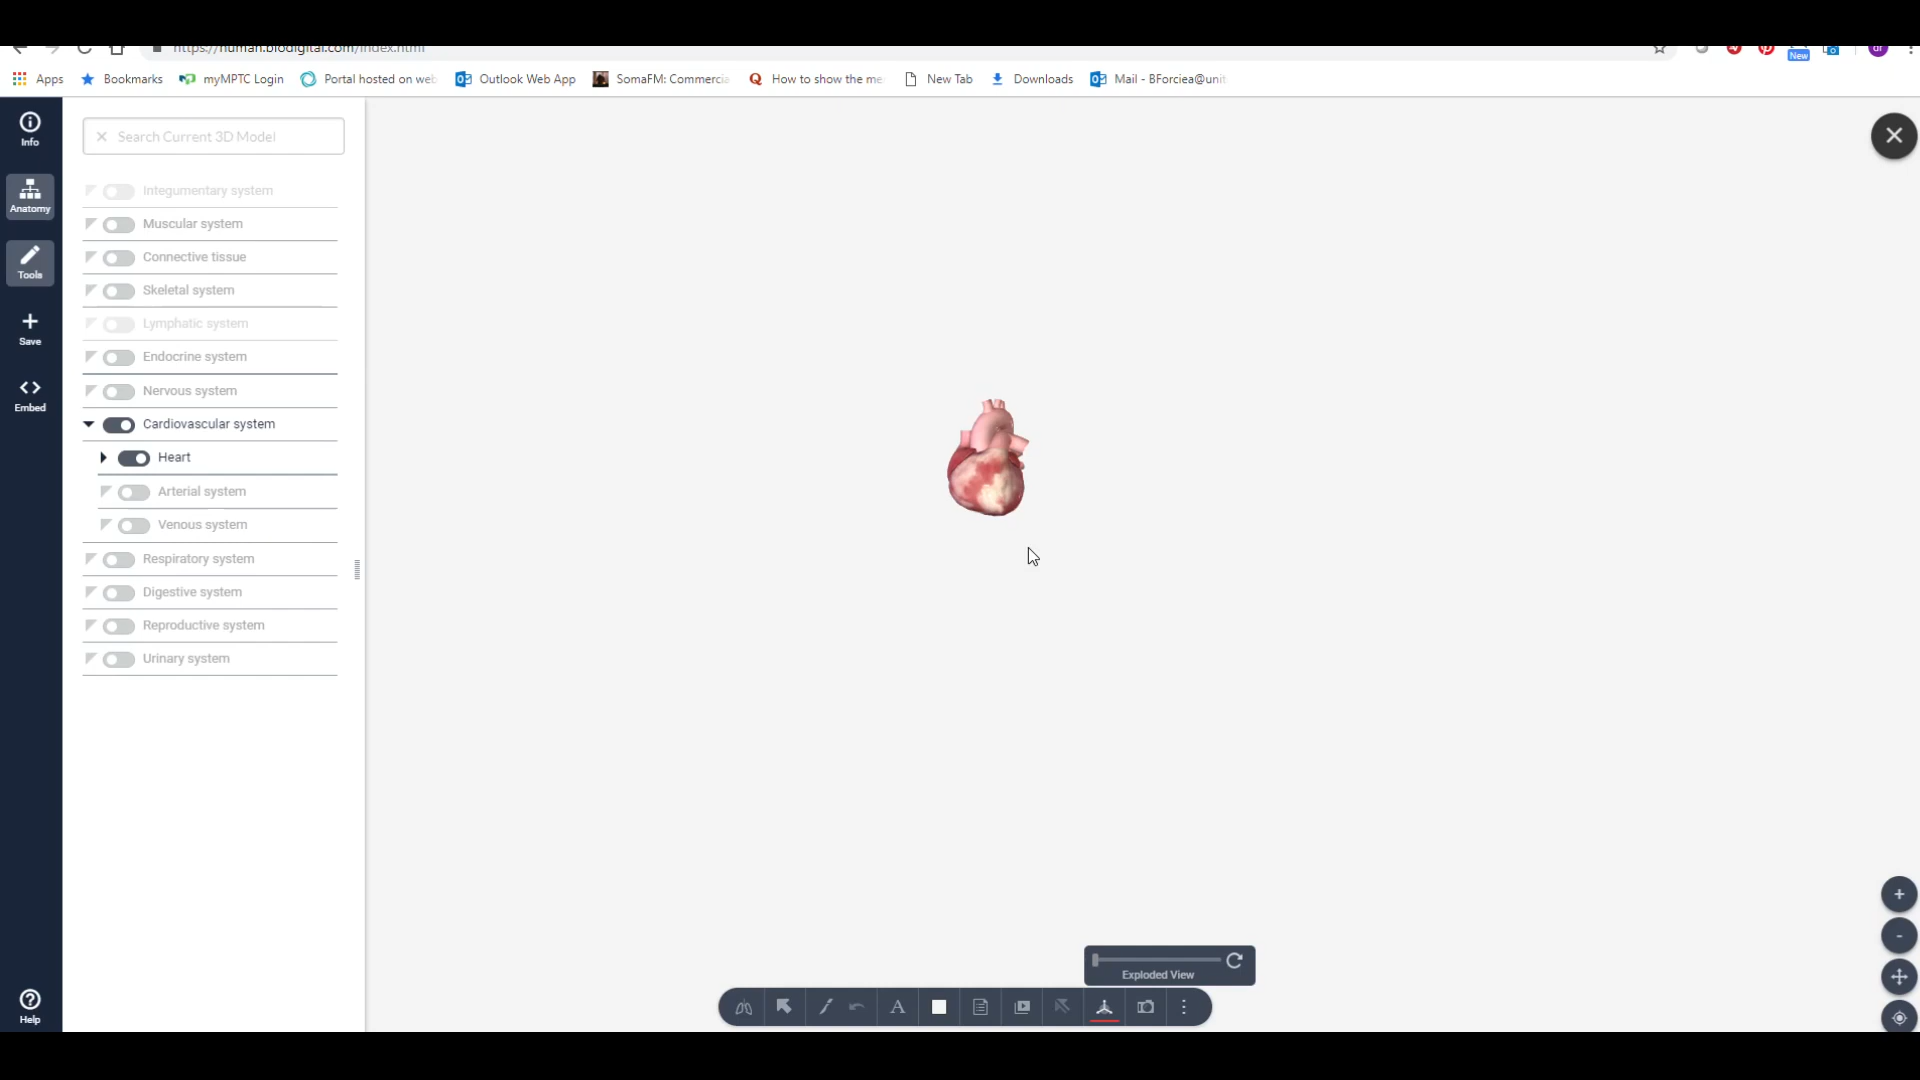 https://human.biodigital.com/index.html
New
Apps Bookmarks myMPTC Login Portal hosted on web Outlook Web App SomaFM: Commercia How to show the me New Tab Downloads Mail - BForciea@unit
Info
Anatomy
Tools
Save
Embed
Help
Search Current 3D Model
Integumentary system
Muscular system
Connective tissue
Skeletal system
Lymphatic system
Endocrine system
Nervous system
Cardiovascular system
Heart
Arterial system
Venous system
Respiratory system
Digestive system
Reproductive system
Urinary system
Exploded View
A